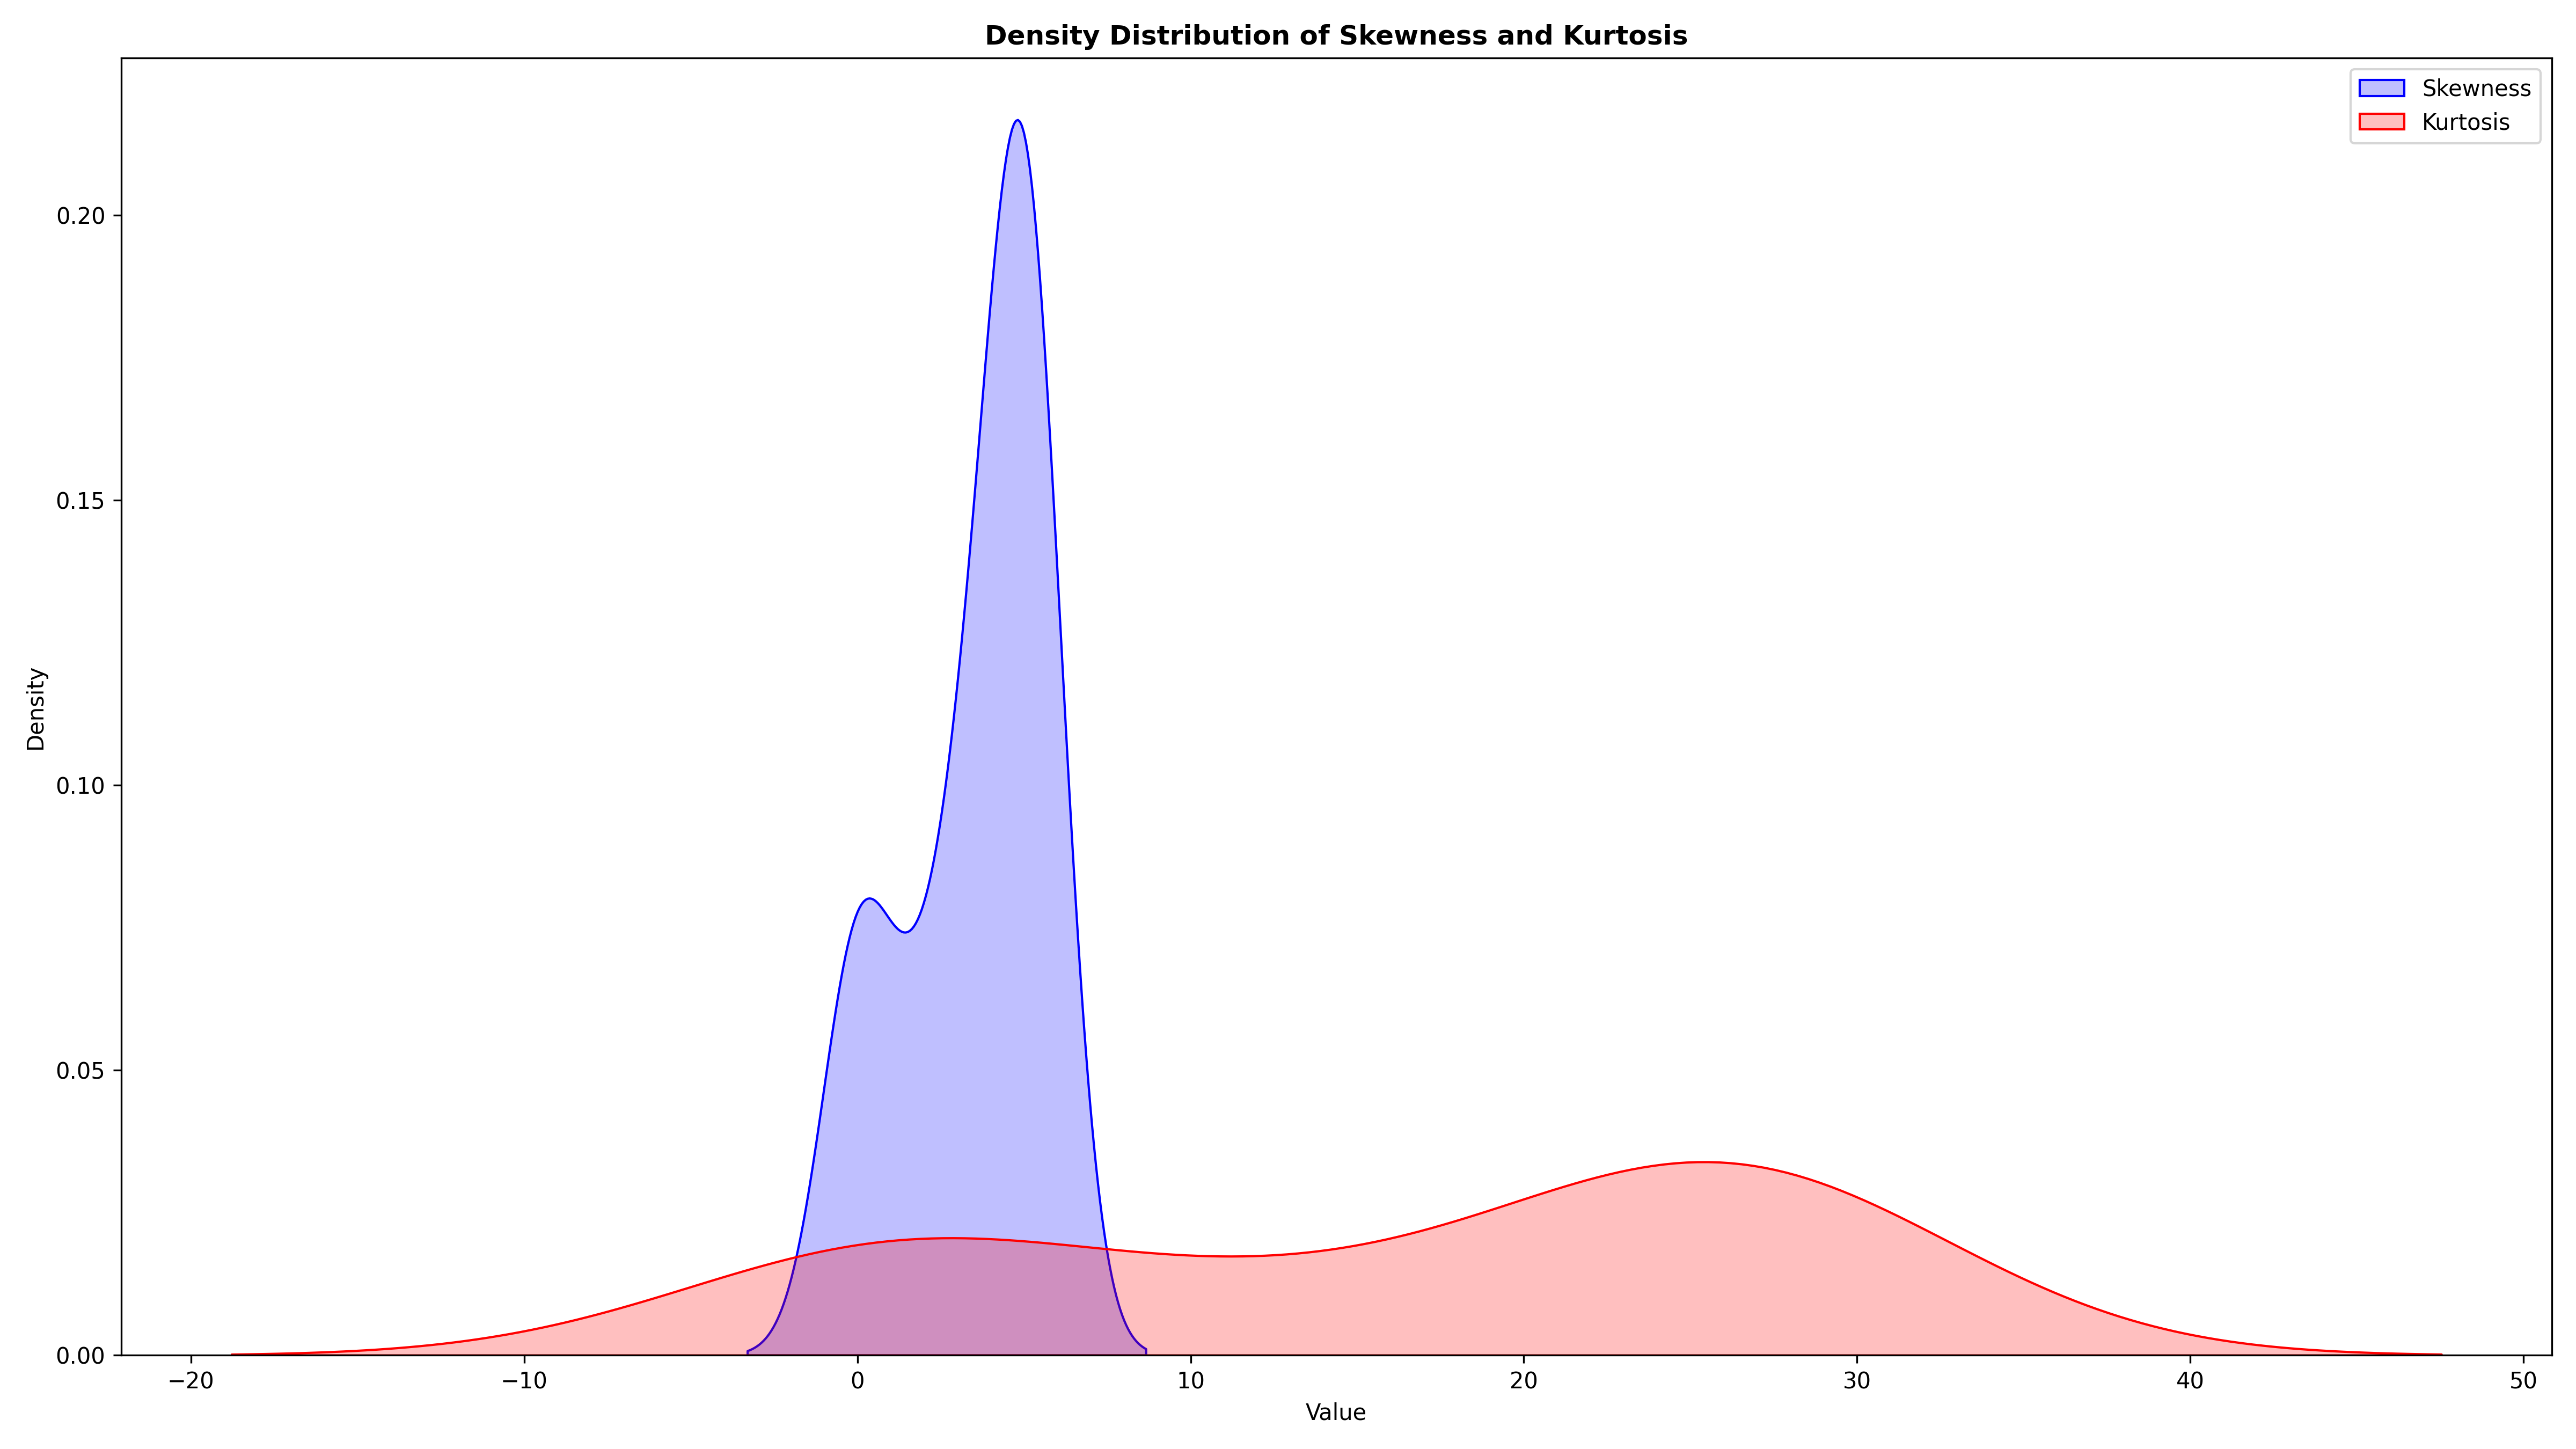 Density Distribution of Skewness and Kurtosis
Skewness
Kurtosis
0.20
0.15
0.10
0.05
0.00
Density
−20
−10
0
10
20
30
40
50
Value